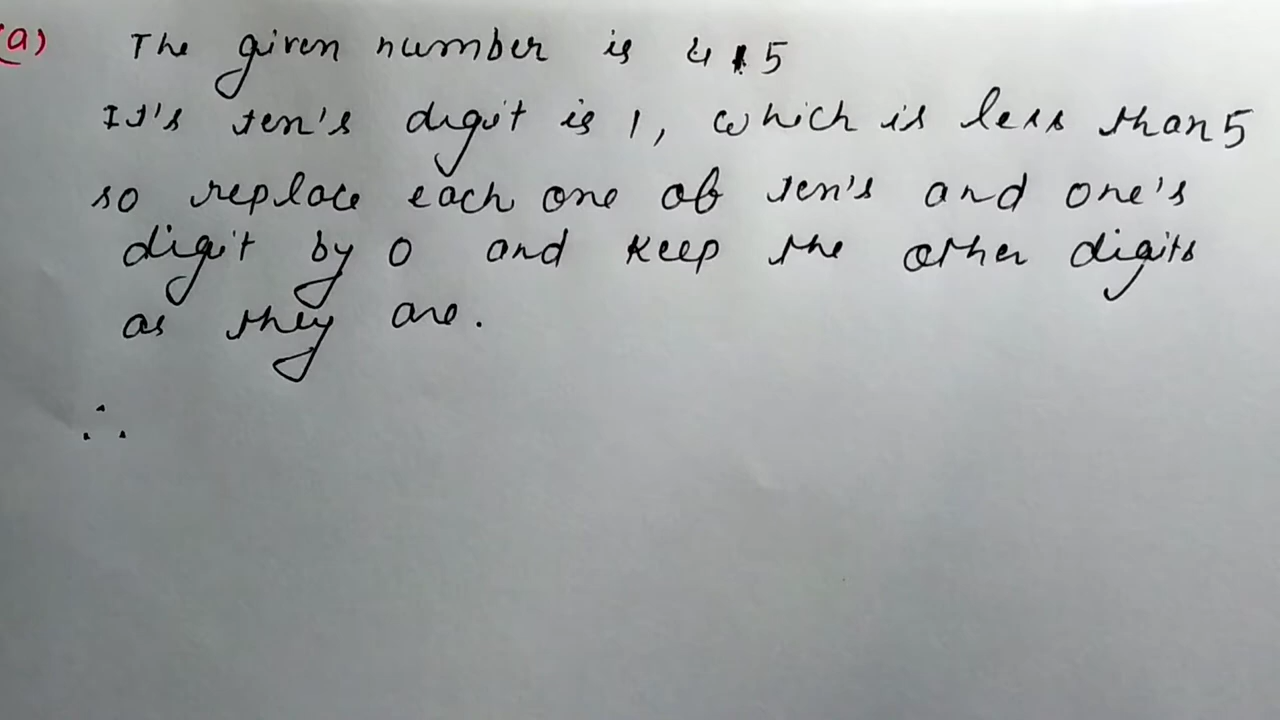 (a) The given number is 415
It's ten's digit is 1, which is less than 5
so replace each one of ten's and one's
digit by 0 and keep the other digits
as they are.
∴